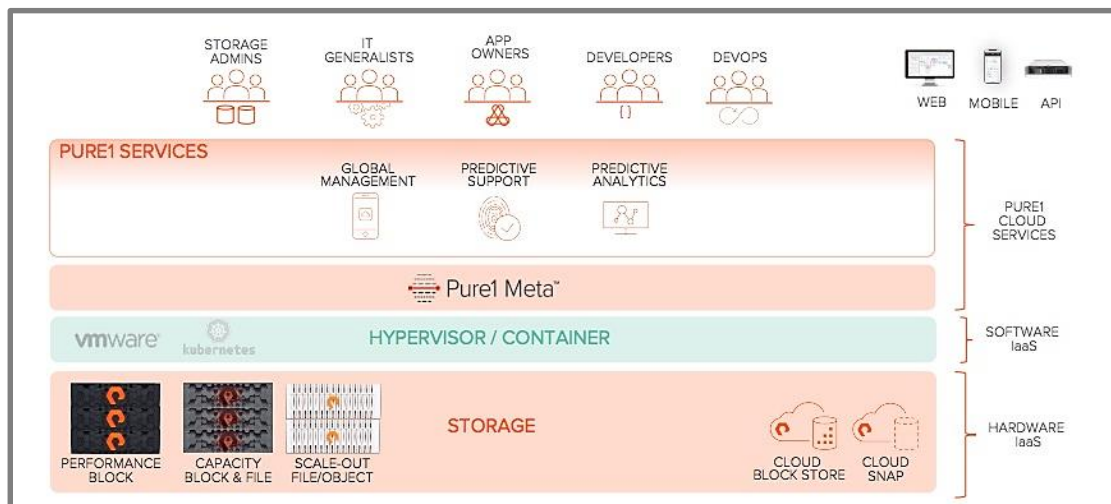 STORAGE
ADMINS
IT
GENERALISTS
APP
OWNERS
DEVELOPERS
DEVOPS
{ }
WEB
MOBILE
API
PURE1 SERVICES
GLOBAL
MANAGEMENT
PREDICTIVE
SUPPORT
PREDICTIVE
ANALYTICS
PURE1
CLOUD
SERVICES
Pure1 Meta™
vmware®
kubernetes
HYPERVISOR / CONTAINER
SOFTWARE
IaaS
STORAGE
PERFORMANCE
BLOCK
CAPACITY
BLOCK & FILE
SCALE-OUT
FILE/OBJECT
CLOUD
BLOCK STORE
CLOUD
SNAP
HARDWARE
IaaS